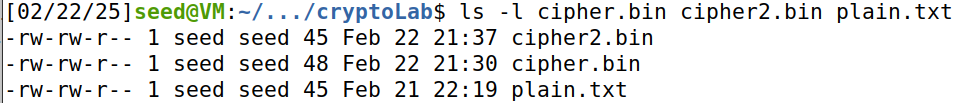 [02/22/25]seed@VM:~/.../cryptoLab$ ls -l cipher.bin cipher2.bin plain.txt
-rw-rw-r-- 1 seed seed 45 Feb 22 21:37 cipher2.bin
-rw-rw-r-- 1 seed seed 48 Feb 22 21:30 cipher.bin
-rw-rw-r-- 1 seed seed 45 Feb 21 22:19 plain.txt